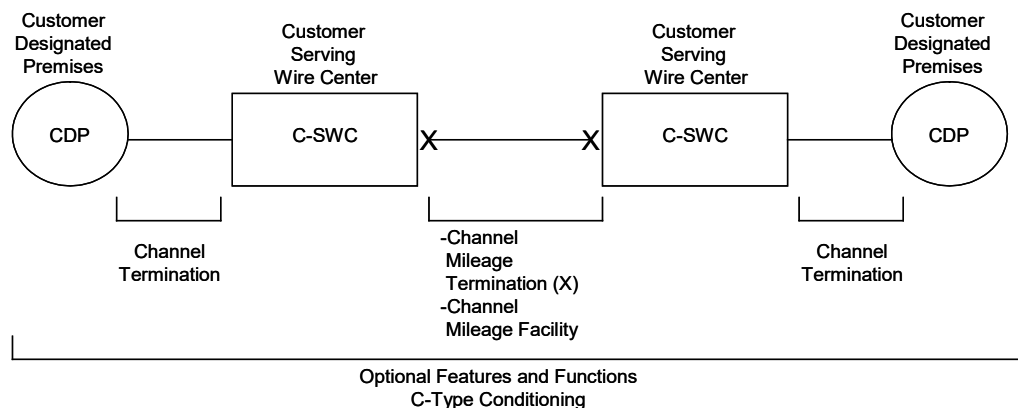 Customer
Designated
Premises
Customer
Serving
Wire Center
Customer
Serving
Wire Center
Customer
Designated
Premises
CDP
C-SWC
X
X
C-SWC
CDP
Channel
Termination
-Channel
Mileage
Termination (X)
-Channel
Mileage Facility
Channel
Termination
Optional Features and Functions
C-Type Conditioning